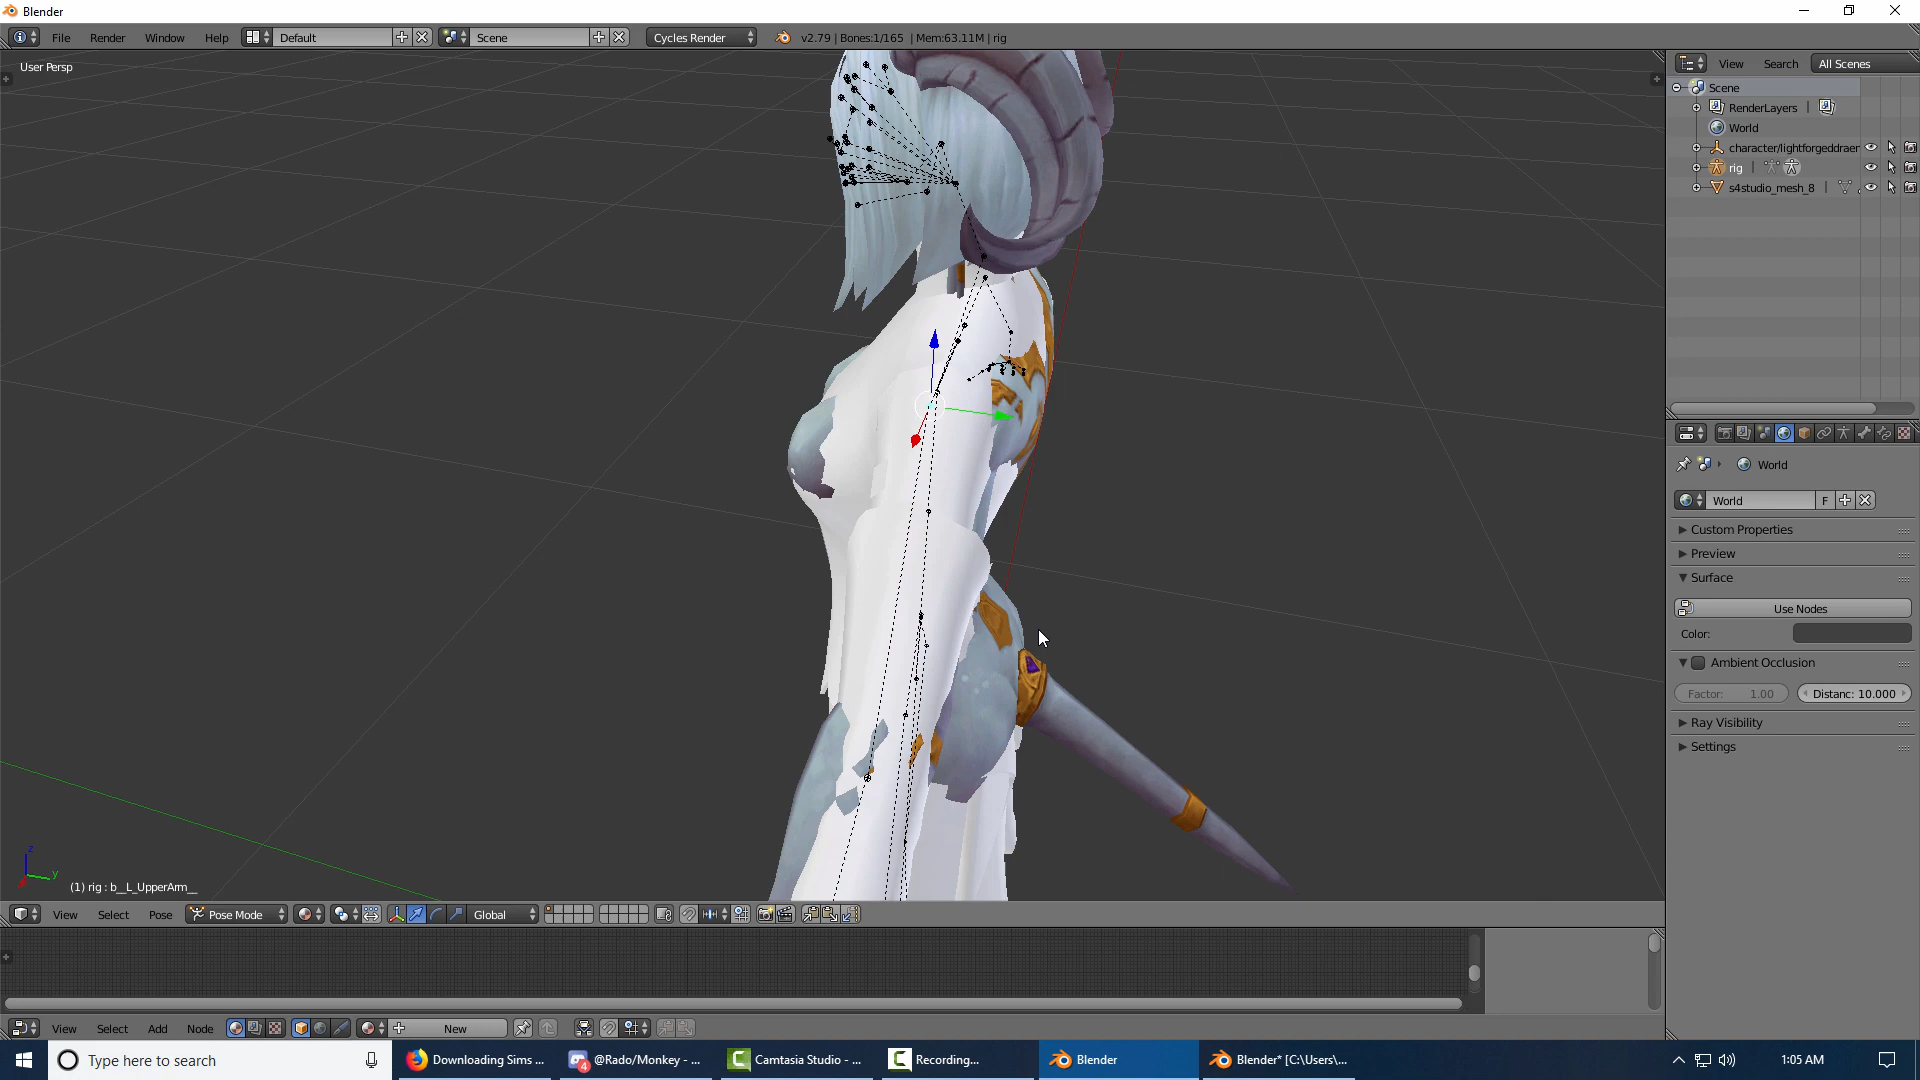 Blender
File Render Window Help Default Scene Cycles Render v2.79 | Bones:1/165 | Mem:63.11M | rig
User Persp
View Search All Scenes
Scene
RenderLayers |
World
character/lightforgeddraer
rig |
s4studio_mesh_8 |
World
World F
Custom Properties
Preview
Surface
Use Nodes
Color:
Ambient Occlusion
Factor: 1.00 Distanc: 10.000
Ray Visibility
Settings
z
y
(1) rig : b__L_UpperArm__
View Select Pose Pose Mode Global
View Select Add Node New
Type here to search Downloading Sims ... 4 @Rado/Monkey - ... Camtasia Studio - ... Recording... Blender Blender* [C:\Users\... 1:05 AM